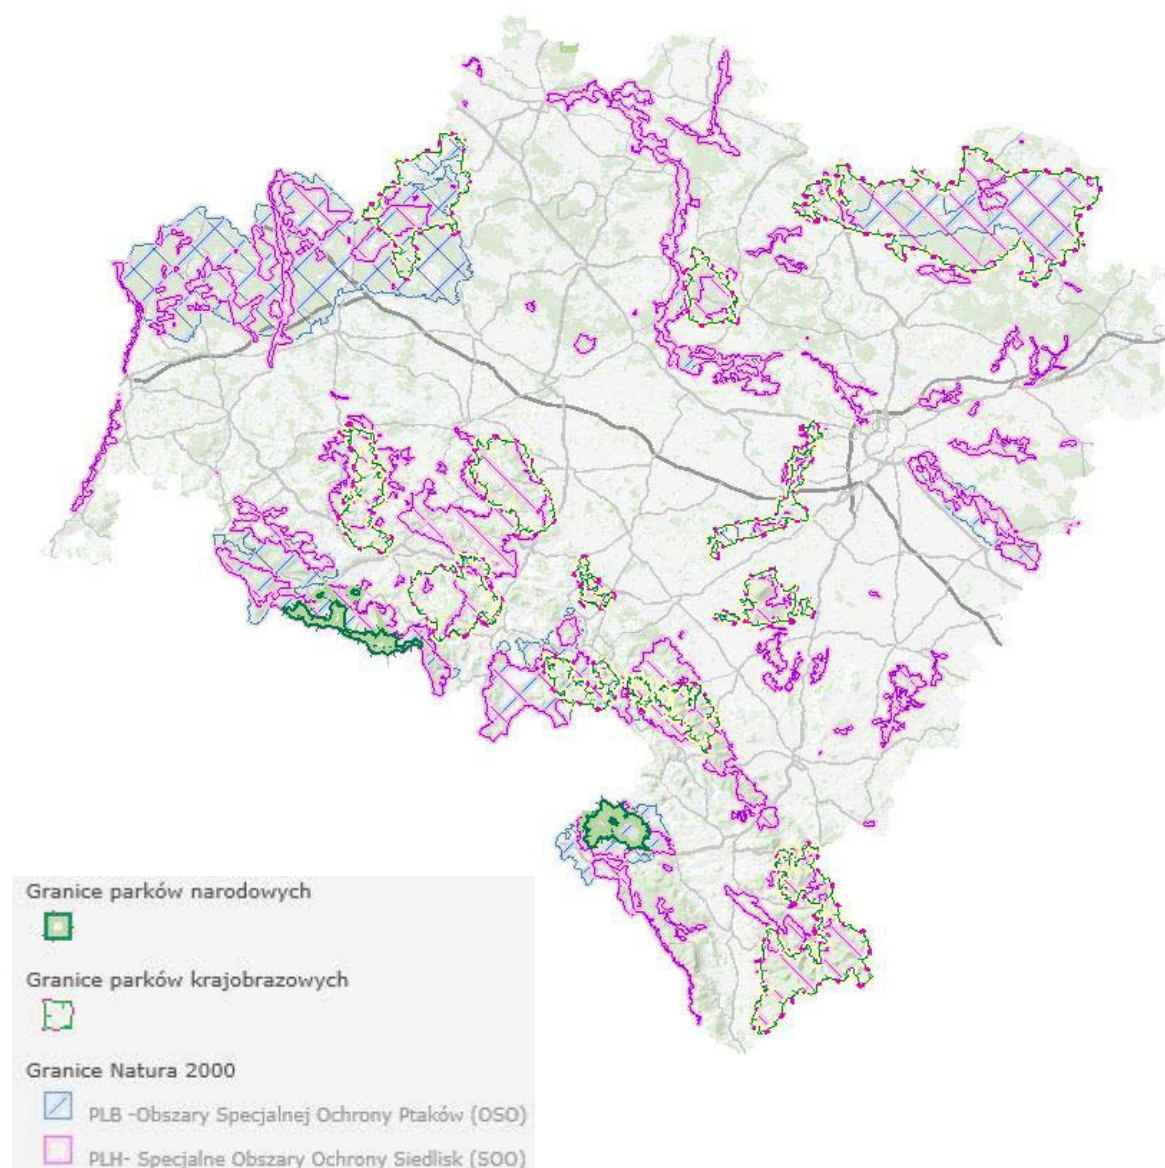 Granice parków narodowych
Granice parków krajobrazowych
Granice Natura 2000
PLB -Obszary Specjalnej Ochrony Ptaków (OSO)
PLH- Specjalne Obszary Ochrony Siedlisk (SOO)